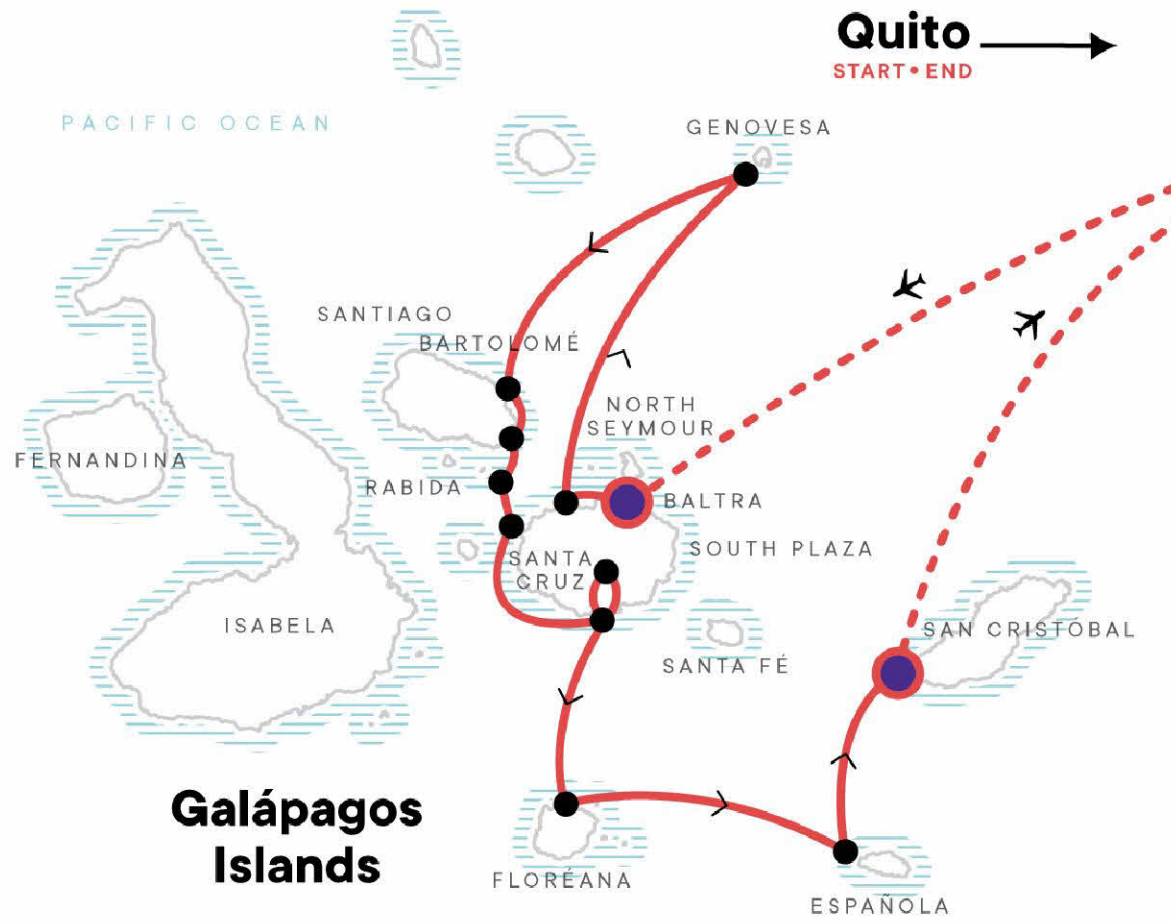 Quito
START • END
PACIFIC OCEAN
GENOVESA
SANTIAGO
BARTOLOMÉ
NORTH
SEYMOUR
FERNANDINA
RABIDA
BALTRA
SANTA
CRUZ
SOUTH PLAZA
ISABELA
SAN CRISTÓBAL
SANTA FÉ
Galápagos
Islands
FLORÉANA
ESPAÑOLA